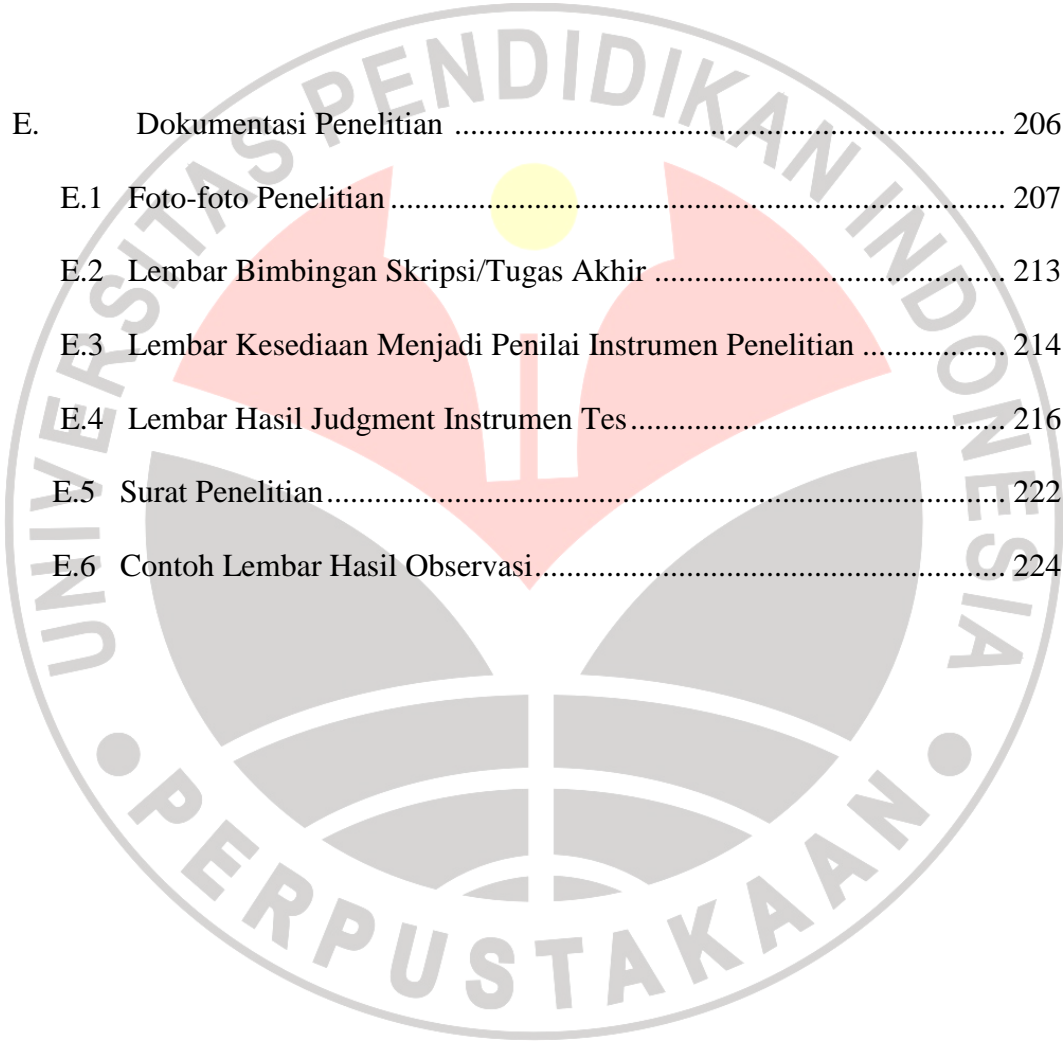 E. Dokumentasi Penelitian ........................................................................ 206
E.1 Foto-foto Penelitian ................................................................................ 207
E.2 Lembar Bimbingan Skripsi/Tugas Akhir .............................................. 213
E.3 Lembar Kesediaan Menjadi Penilai Instrumen Penelitian .................. 214
E.4 Lembar Hasil Judgment Instrumen Tes ................................................. 216
E.5 Surat Penelitian ........................................................................................ 222
E.6 Contoh Lembar Hasil Observasi ............................................................. 224
UNIVERSITAS PENDIDIKAN INDONESIA
PERPUSTAKAAN